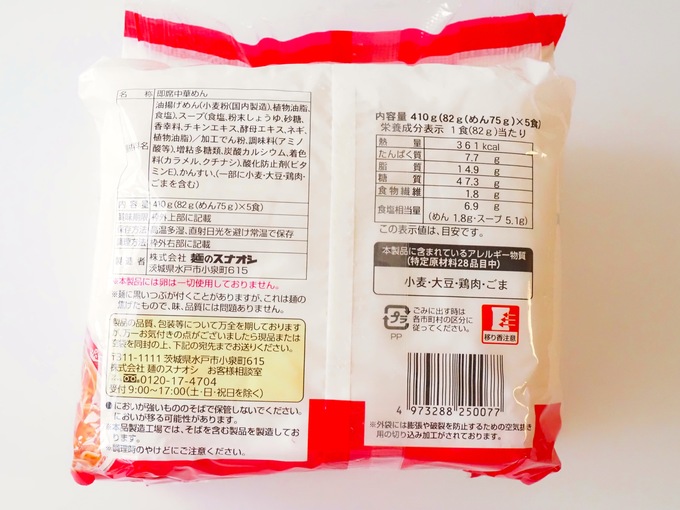 名 称 即席中華めん
油揚げめん(小麦粉(国内製造)、植物油脂、
食塩)、スープ(食塩、粉末しょうゆ、砂糖、
香辛料、チキンエキス、酵母エキス、ネギ、
植物油脂)/加工でん粉、調味料(アミノ
酸等)、増粘多糖類、炭酸カルシウム、着色
料(カラメル、クチナシ)、酸化防止剤(ビタ
ミンE)、かんすい、(一部に小麦・大豆・鶏肉・
ごまを含む)
内容量 410g(82g(めん75g)×5食)
賞味期限 枠外上部に記載
保存方法 高温多湿、直射日光を避け常温で保存
調理方法 枠外右部に記載
製造者 株式会社 麺のスナオシ
茨城県水戸市小泉町615
※本製品には卵は一切使用しておりません。
※麺に黒いつぶが付くことがありますが、これは麺の
焦げたもので、味、品質には問題ありません。
製品の品質、包装等について万全を期しております
が、万一お気付きの点がございましたら現品または
空袋を同封の上、下記の宛先までお送りください。
〒311-1111 茨城県水戸市小泉町615
株式会社 麺のスナオシ お客様相談室
0120-17-4704
受付 9:00〜17:00(土・日・祝日を除く)
においが強いもののそばで保管しないでください。
においが移る可能性があります。
※本品製造工場では、そばを含む製品を製造してお
ります。
※調理時のやけどにご注意ください。
内容量 410g(82g(めん75g)×5食)
栄養成分表示 1食(82g)当たり
熱量 361kcal
たんぱく質 7.7 g
脂質 14.9 g
糖質 47.3 g
食物繊維 1.8 g
食塩相当量 6.9 g
(めん 1.8g・スープ 5.1g)
この表示値は、目安です。
本製品に含まれているアレルギー物質
(特定原材料28品目中)
小麦・大豆・鶏肉・ごま
プラ
PP
ごみに出す時は
各市町村の区分に
従ってください。
移り香注意
4 973288 250077
※外袋には膨張や破裂を防止するための空気抜き
用の切り込み加工がされております。